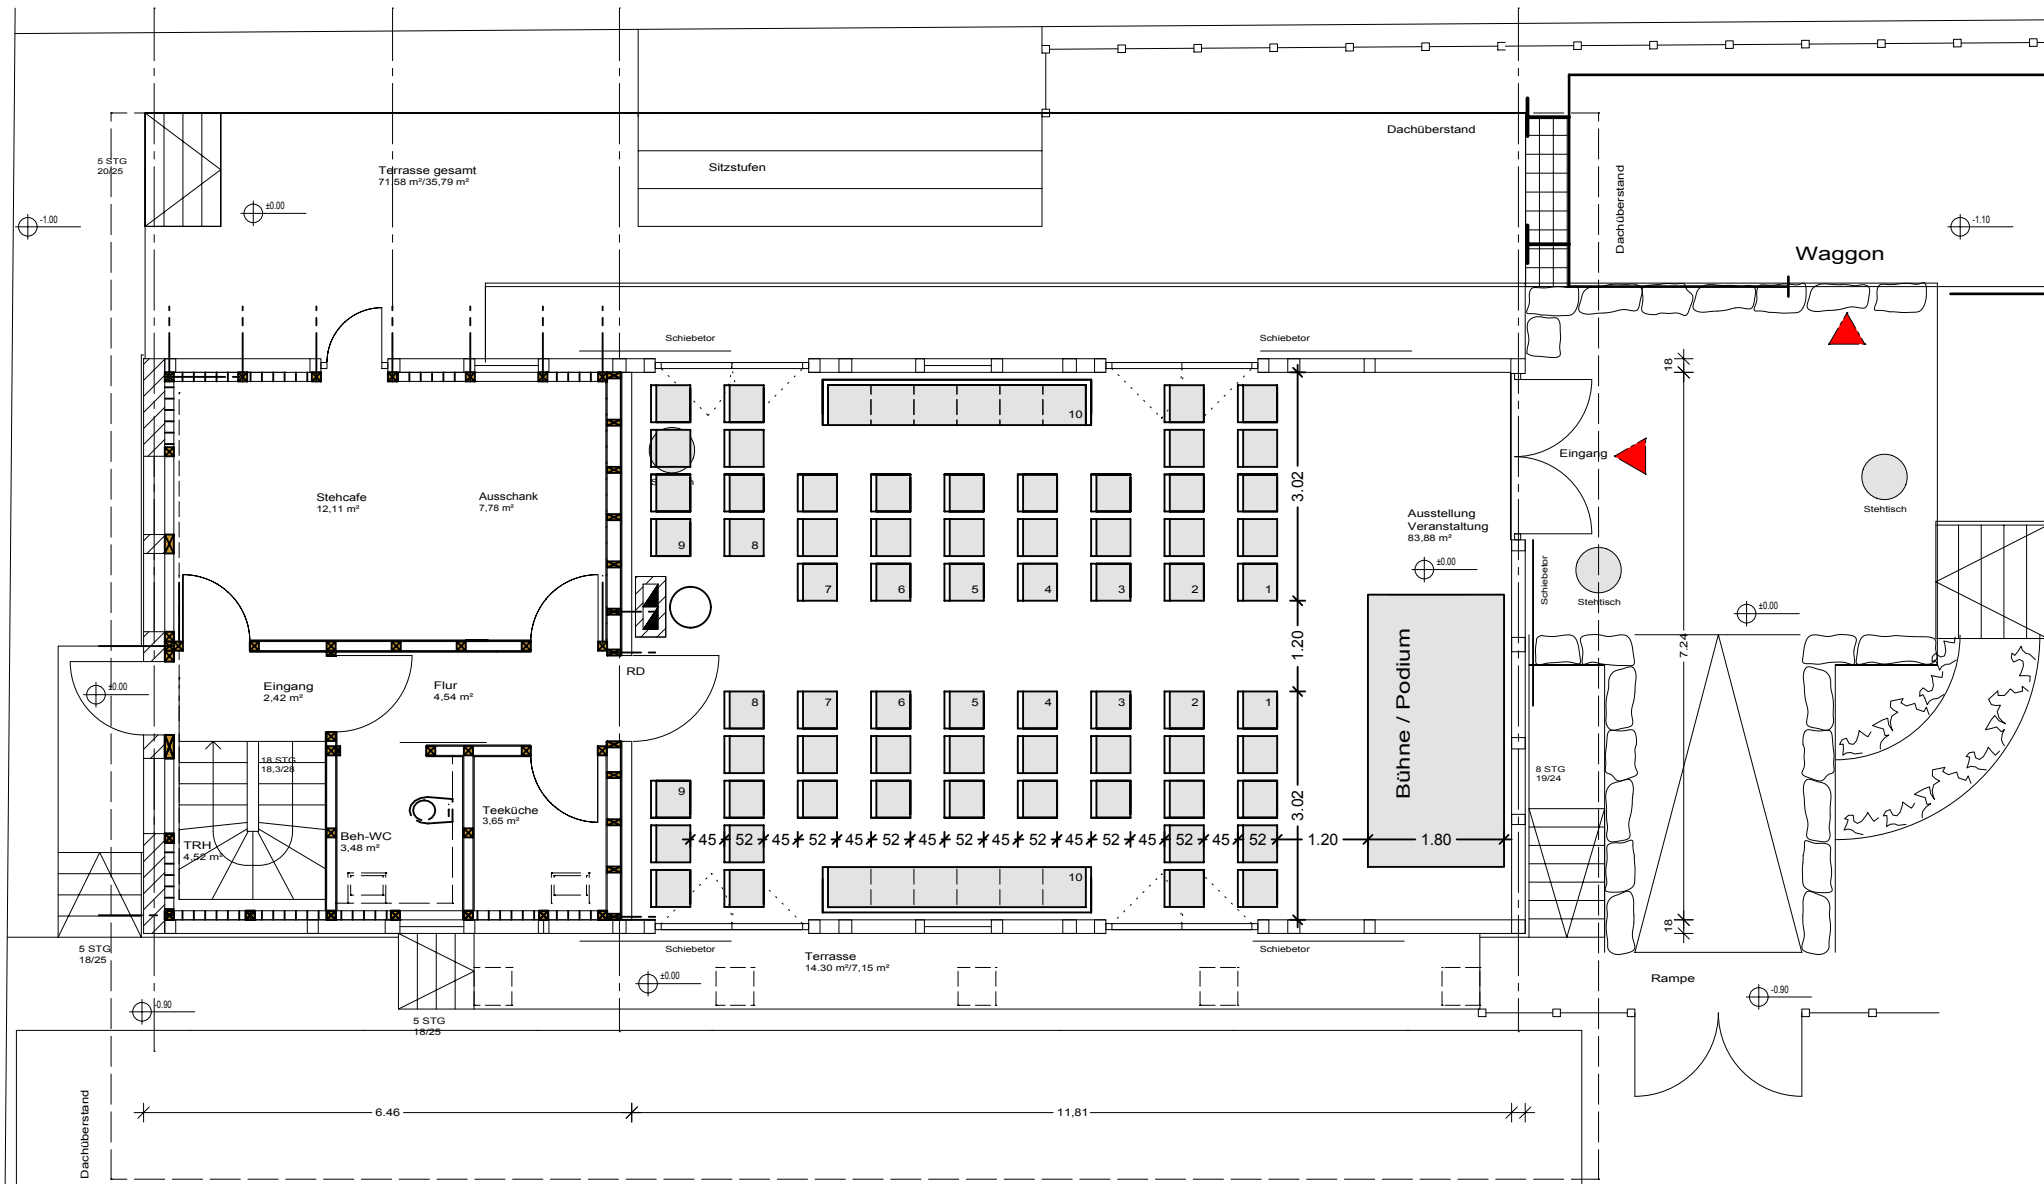 Dachüberstand
5 STG
20/25
Terrasse gesamt
71.58 m²/35,79 m²
Sitzstufen
Dachüberstand
-1.00
±0.00
-1.10
Waggon
Schiebetor
Schiebetor
18
10
Eingang
3.02
Stehcafe
12,11 m²
Ausschank
7,78 m²
Stehtisch
Ausstellung
Veranstaltung
83,88 m²
±0.00
9
8
7
6
5
4
3
2
1
Schiebetor
Stehtisch
±0.00
1.20
7.24
Bühne / Podium
RD
±0.00
Eingang
2,42 m²
Flur
4,54 m²
8
7
6
5
4
3
2
1
18 STG
18,3/28
8 STG
19/24
9
Teeküche
3,65 m²
3.02
TRH
4,52 m²
Beh-WC
3,48 m²
45
52
45
52
45
52
45
52
45
52
45
52
45
52
45
52
1.20
1.80
10
18
5 STG
18/25
Schiebetor
Terrasse
14.30 m²/7,15 m²
Schiebetor
±0.00
Rampe
-0.90
-0.90
5 STG
18/25
Dachüberstand
6.46
11,81